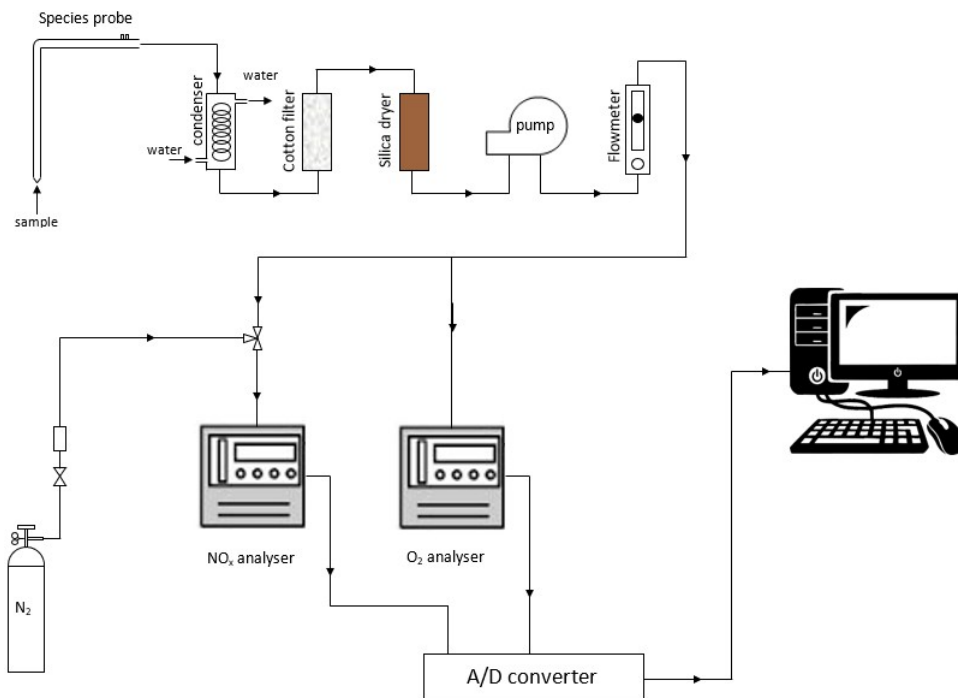 Species probe
water
condenser
water
Cotton filter
Silica dryer
pump
Flowmeter
sample
NOₓ analyser
O₂ analyser
N₂
A/D converter